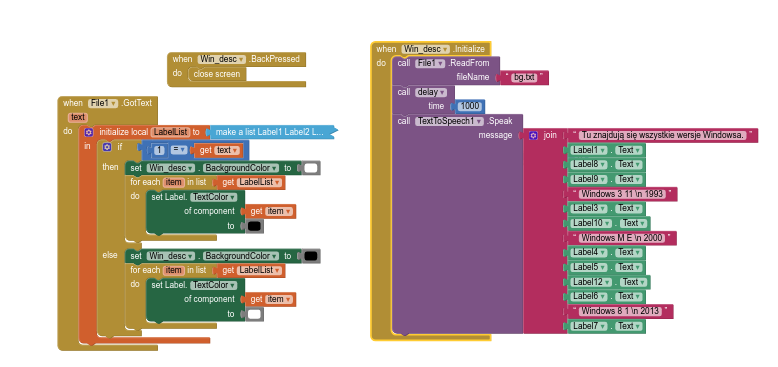 when Win_desc .BackPressed
do close screen
when File1 .GotText
text
do initialize local LabelList to make a list Label1 Label2 L...
in if 1 = get text
then set Win_desc . BackgroundColor to
for each item in list get LabelList
do set Label. TextColor
of component get item
to
else set Win_desc . BackgroundColor to
for each item in list get LabelList
do set Label. TextColor
of component get item
to
when Win_desc .Initialize
do call File1 .ReadFrom
fileName " bg.txt "
call delay
time 1000
call TextToSpeech1 .Speak
message join " Tu znajdują się wszystkie wersje Windowsa. "
Label1 . Text
Label8 . Text
Label9 . Text
" Windows 3 11 \n 1993 "
Label3 . Text
Label10 . Text
" Windows M E \n 2000 "
Label4 . Text
Label5 . Text
Label12 . Text
Label6 . Text
" Windows 8 1 \n 2013 "
Label7 . Text